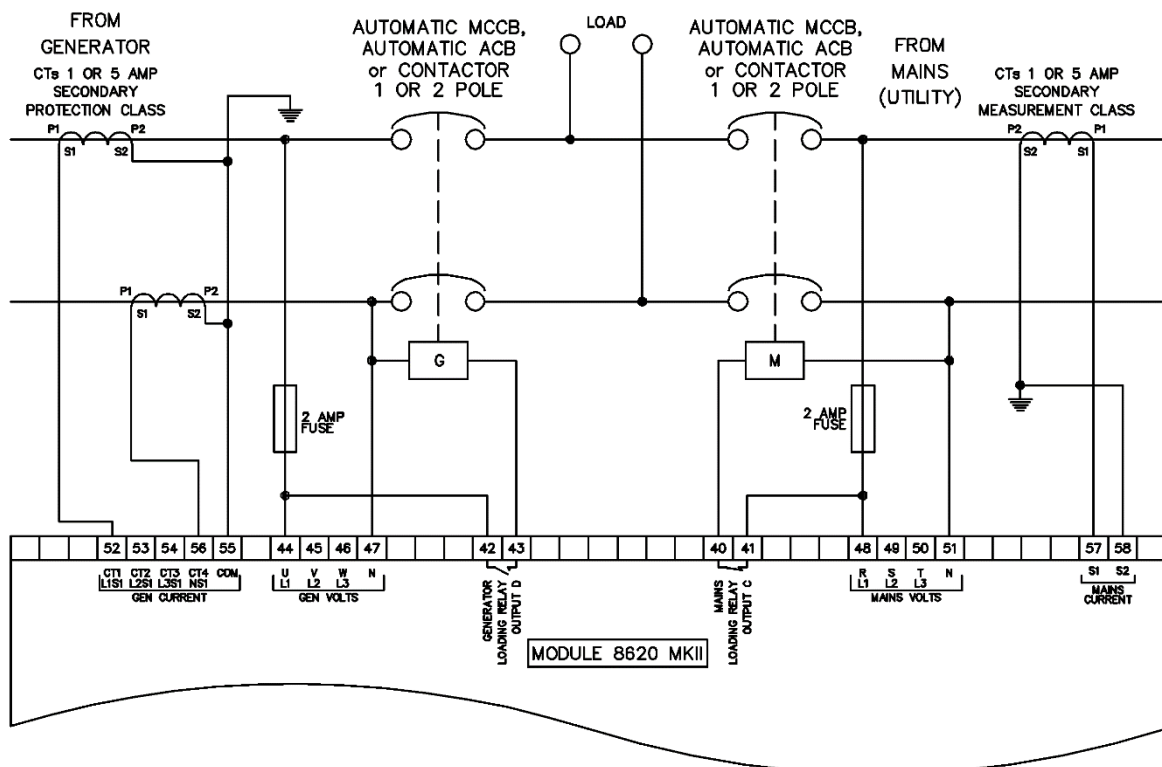 FROM
GENERATOR
CTs 1 OR 5 AMP
SECONDARY
PROTECTION CLASS
AUTOMATIC MCCB,
AUTOMATIC ACB
or CONTACTOR
1 OR 2 POLE
LOAD
AUTOMATIC MCCB,
AUTOMATIC ACB
or CONTACTOR
1 OR 2 POLE
FROM
MAINS
(UTILITY)
CTs 1 OR 5 AMP
SECONDARY
MEASUREMENT CLASS
P1 P2
S1 S2
P2 P1
S2 S1
P1 P2
S1 S2
G
M
2 AMP
FUSE
2 AMP
FUSE
52 53 54 56 55 44 45 46 47 42 43 40 41 48 49 50 51 57 58
CT1 CT2 CT3 CT4 COM
L1S1 L2S1 L3S1 NS1
GEN CURRENT
U V W N
L1 L2 L3
GEN VOLTS
GENERATOR
LOADING RELAY
OUTPUT D
MODULE 8620 MKII
MAINS
LOADING RELAY
OUTPUT C
R S T N
L1 L2 L3
MAINS VOLTS
S1 S2
MAINS
CURRENT